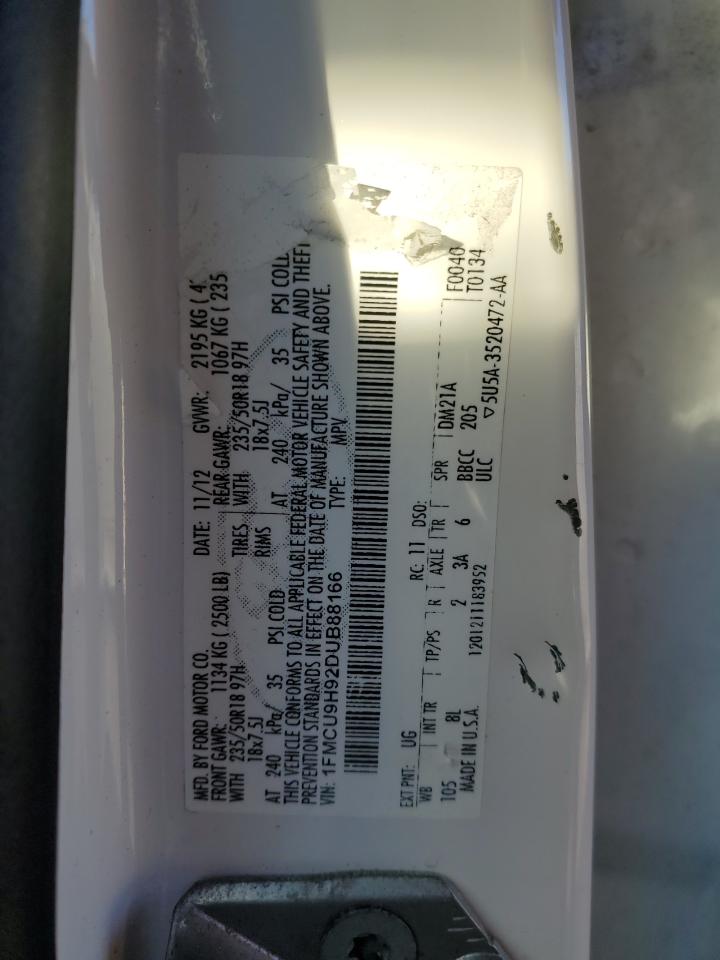 MFD. BY FORD MOTOR CO. DATE: 11/12 GVWR: 2195 KG
FRONT GAWR: 1134 KG ( 2500 LB) REAR GAWR: 1067 KG ( 235
WITH 235/50R18 97H TIRES WITH 235/50R18 97H
18x7.5J RIMS 18x7.5J
AT 240 kPa/ 35 PSI COLD AT 240 kPa/ 35 PSI COLD
THIS VEHICLE CONFORMS TO ALL APPLICABLE FEDERAL MOTOR VEHICLE SAFETY AND THEFT
PREVENTION STANDARDS IN EFFECT ON THE DATE OF MANUFACTURE SHOWN ABOVE.
VIN: 1FMCU9H92DUB88166 TYPE: MPV
EXT PNT: UG RC: 11 DSO: F0040
WB INT TR TP/PS R AXLE TR SPR DM21A T0134
105 8L 2 3A 6 BBCC 205
MADE IN U.S.A. 12012111183952 ULC ▽5U5A-3520472-AA